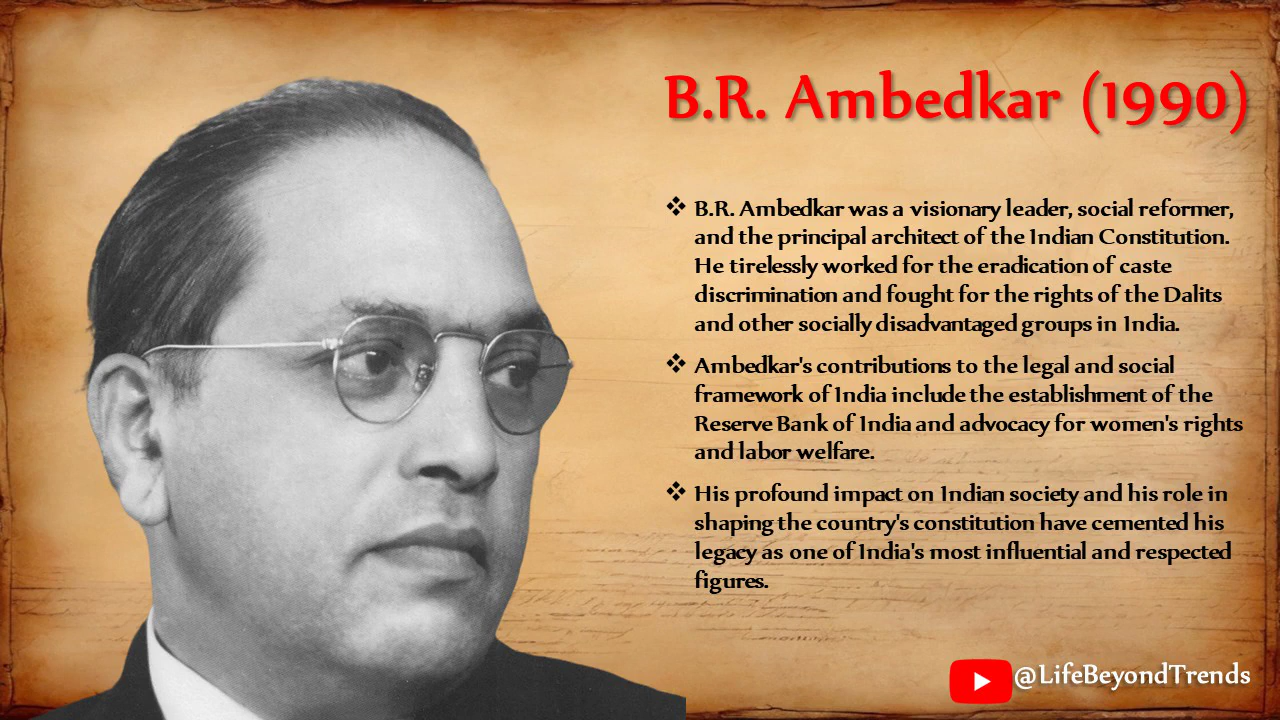 B.R. Ambedkar (1990)
❖ B.R. Ambedkar was a visionary leader, social reformer,
and the principal architect of the Indian Constitution.
He tirelessly worked for the eradication of caste
discrimination and fought for the rights of the Dalits
and other socially disadvantaged groups in India.
❖ Ambedkar's contributions to the legal and social
framework of India include the establishment of the
Reserve Bank of India and advocacy for women's rights
and labor welfare.
❖ His profound impact on Indian society and his role in
shaping the country's constitution have cemented his
legacy as one of India's most influential and respected
figures.
@LifeBeyondTrends